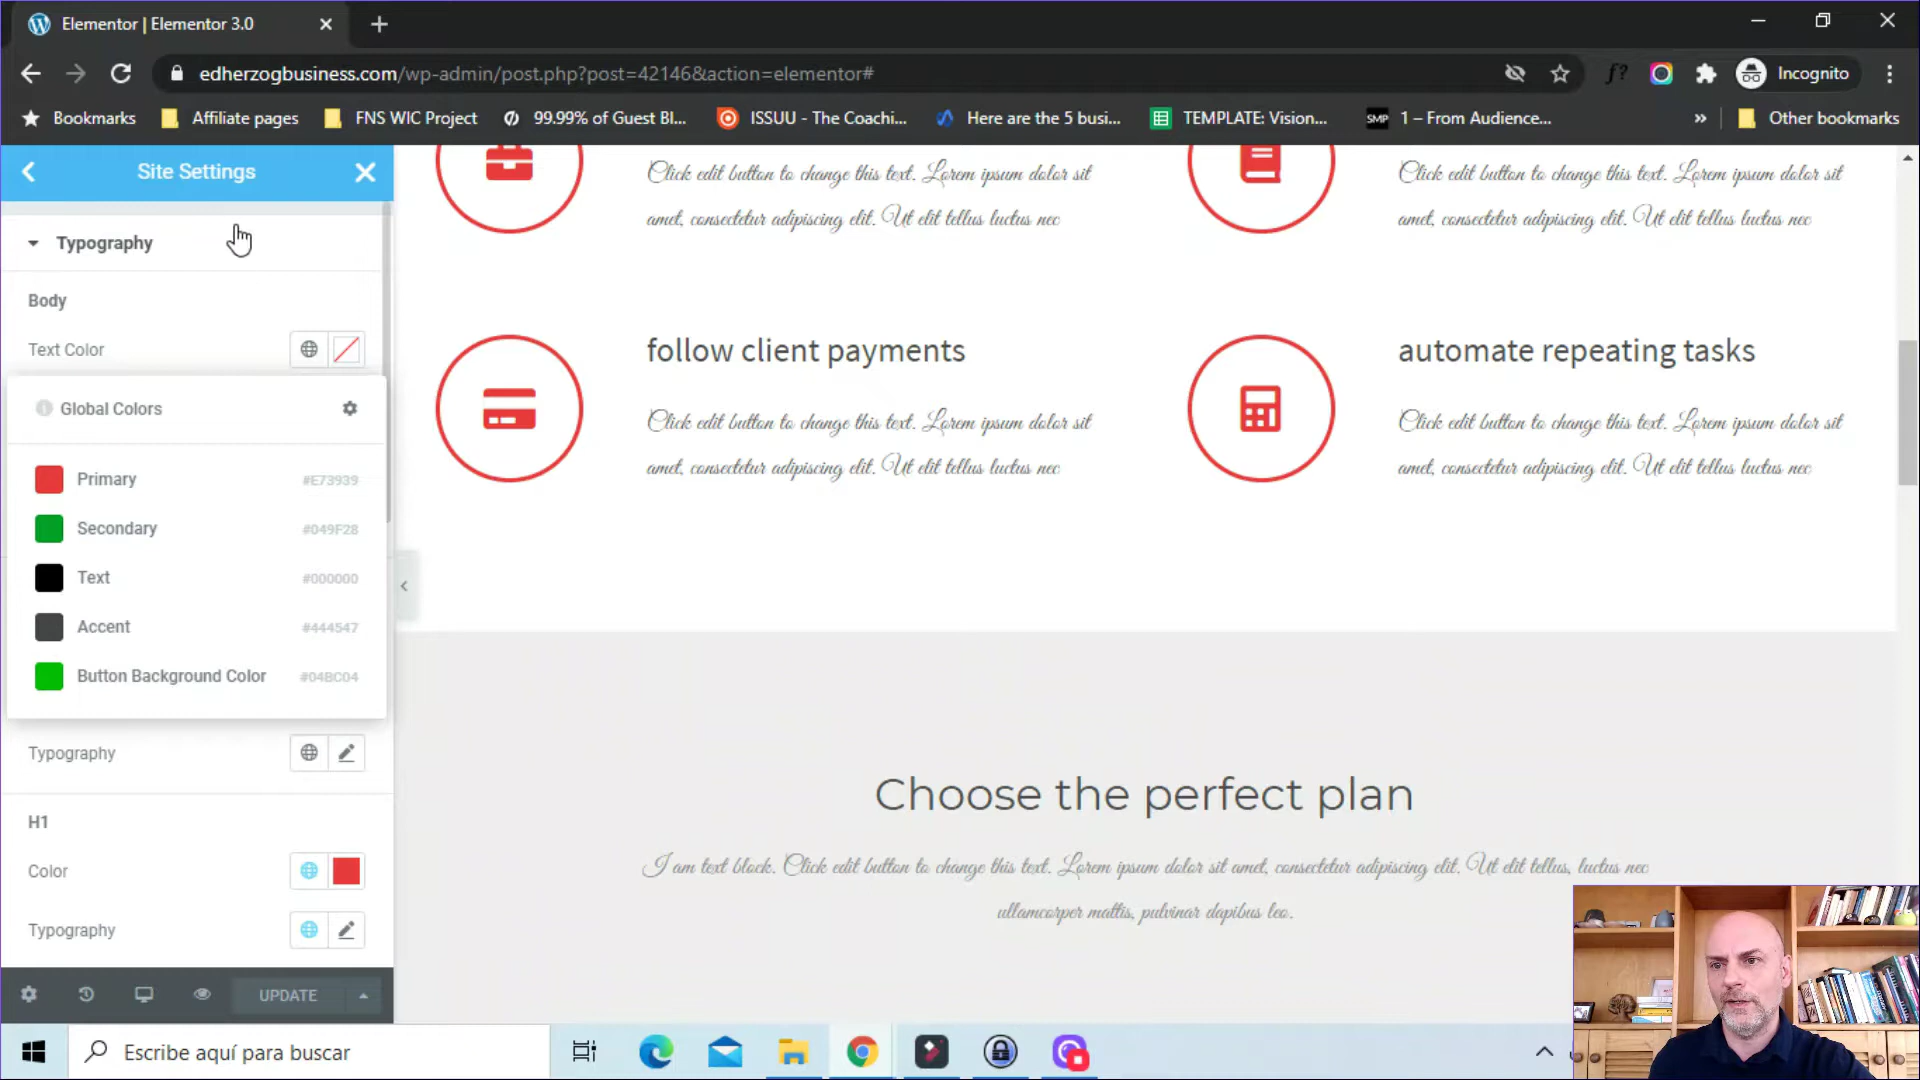 Elementor | Elementor 3.0
edherzogbusiness.com/wp-admin/post.php?post=42146&action=elementor#
f?
Incognito
Bookmarks
Affiliate pages
FNS WIC Project
99.99% of Guest Bl...
ISSUU - The Coachi...
Here are the 5 busi...
TEMPLATE: Vision...
SMP
1 – From Audience...
»
Other bookmarks
Site Settings
Typography
Body
Text Color
Global Colors
Primary #E73939
Secondary #049F28
Text #000000
Accent #444547
Button Background Color #04BC04
Typography
H1
Color
Typography
UPDATE
Click edit button to change this text. Lorem ipsum dolor sit
amet, consectetur adipiscing elit. Ut elit tellus luctus nec
Click edit button to change this text. Lorem ipsum dolor sit
amet, consectetur adipiscing elit. Ut elit tellus luctus nec
follow client payments
Click edit button to change this text. Lorem ipsum dolor sit
amet, consectetur adipiscing elit. Ut elit tellus luctus nec
automate repeating tasks
Click edit button to change this text. Lorem ipsum dolor sit
amet, consectetur adipiscing elit. Ut elit tellus luctus nec
Choose the perfect plan
I am text block. Click edit button to change this text. Lorem ipsum dolor sit amet, consectetur adipiscing elit. Ut elit tellus, luctus nec
ullamcorper mattis, pulvinar dapibus leo.
Escribe aquí para buscar